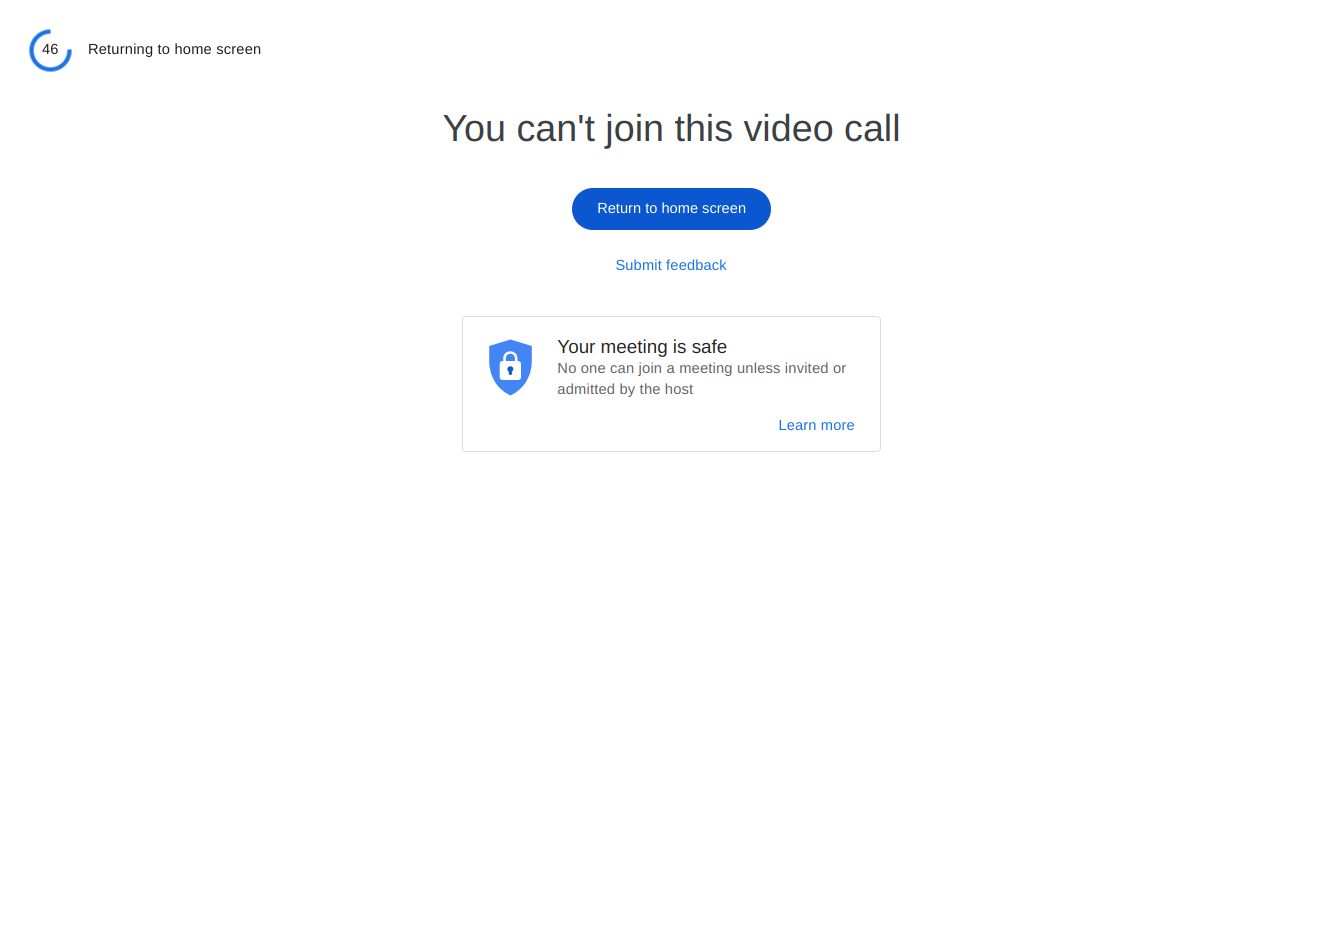 46
Returning to home screen
You can't join this video call
Return to home screen
Submit feedback
Your meeting is safe
No one can join a meeting unless invited or
admitted by the host
Learn more